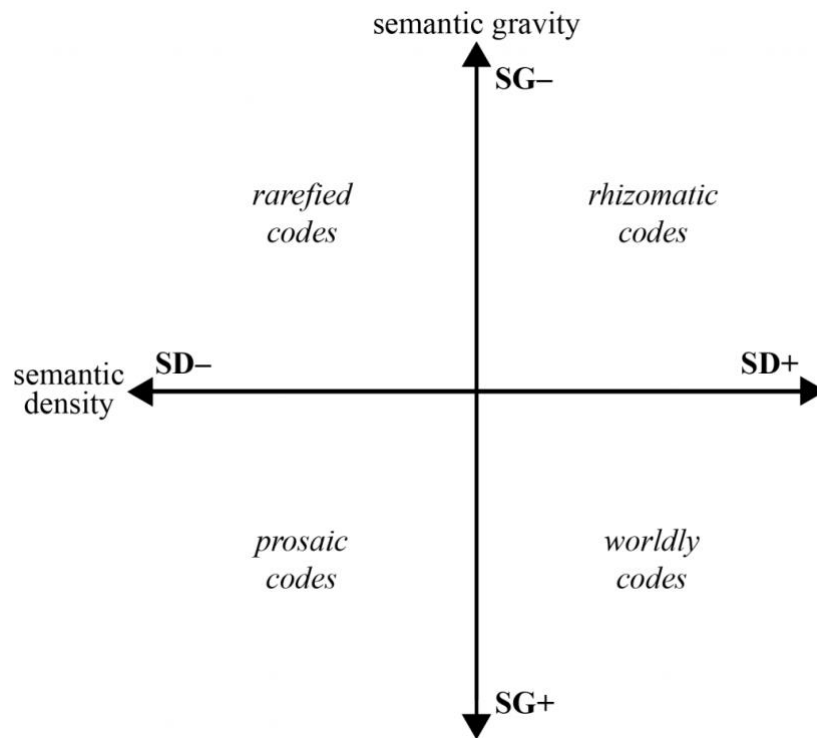 semantic gravity
SG–
rarefied
codes
rhizomatic
codes
SD–
SD+
semantic
density
prosaic
codes
worldly
codes
SG+